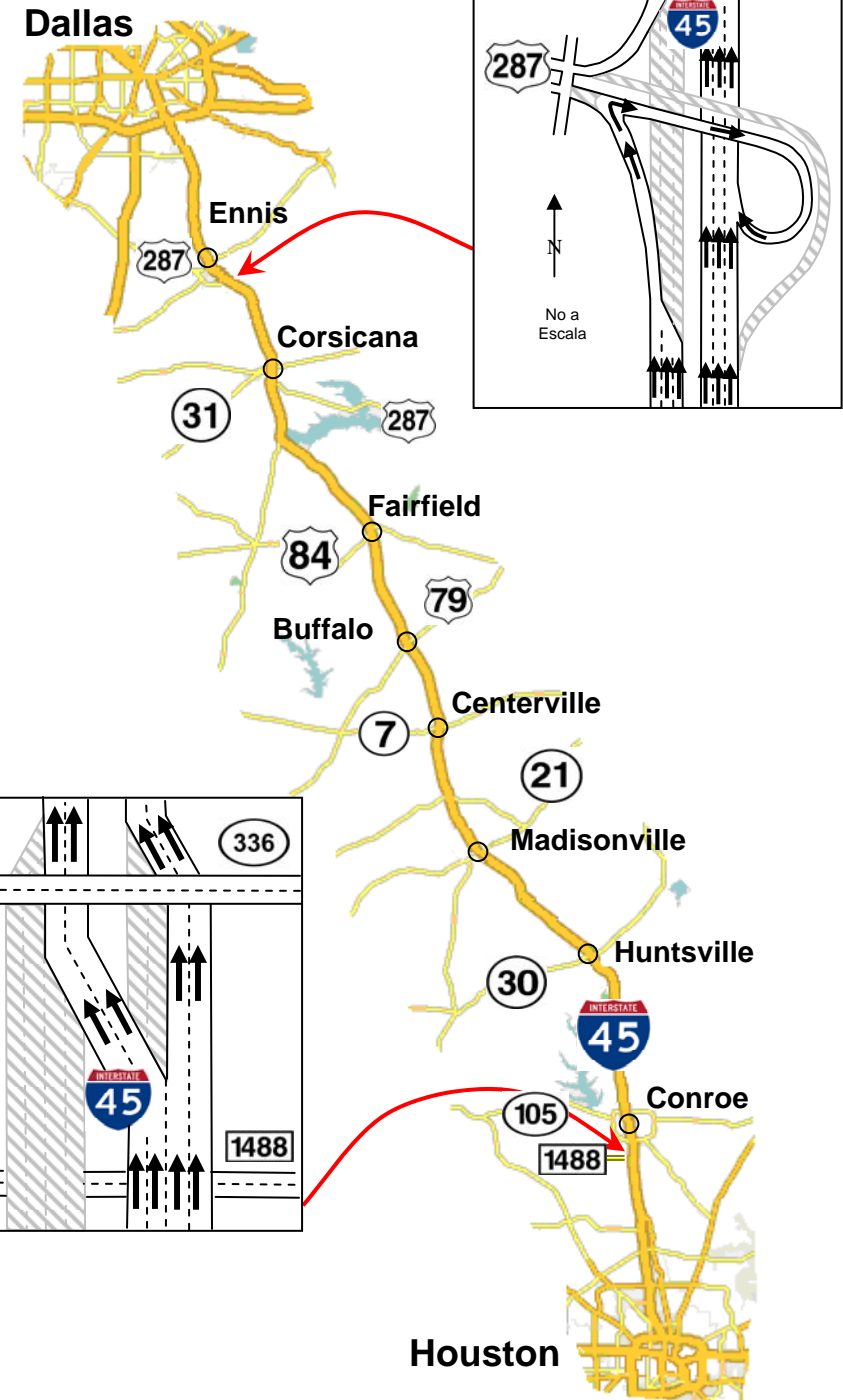 Dallas
INTERSTATE
45
287
N
No a
Escala
Ennis
287
Corsicana
31
287
Fairfield
84
79
Buffalo
Centerville
7
21
336
Madisonville
Huntsville
30
INTERSTATE
45
INTERSTATE
45
1488
Conroe
105
1488
Houston